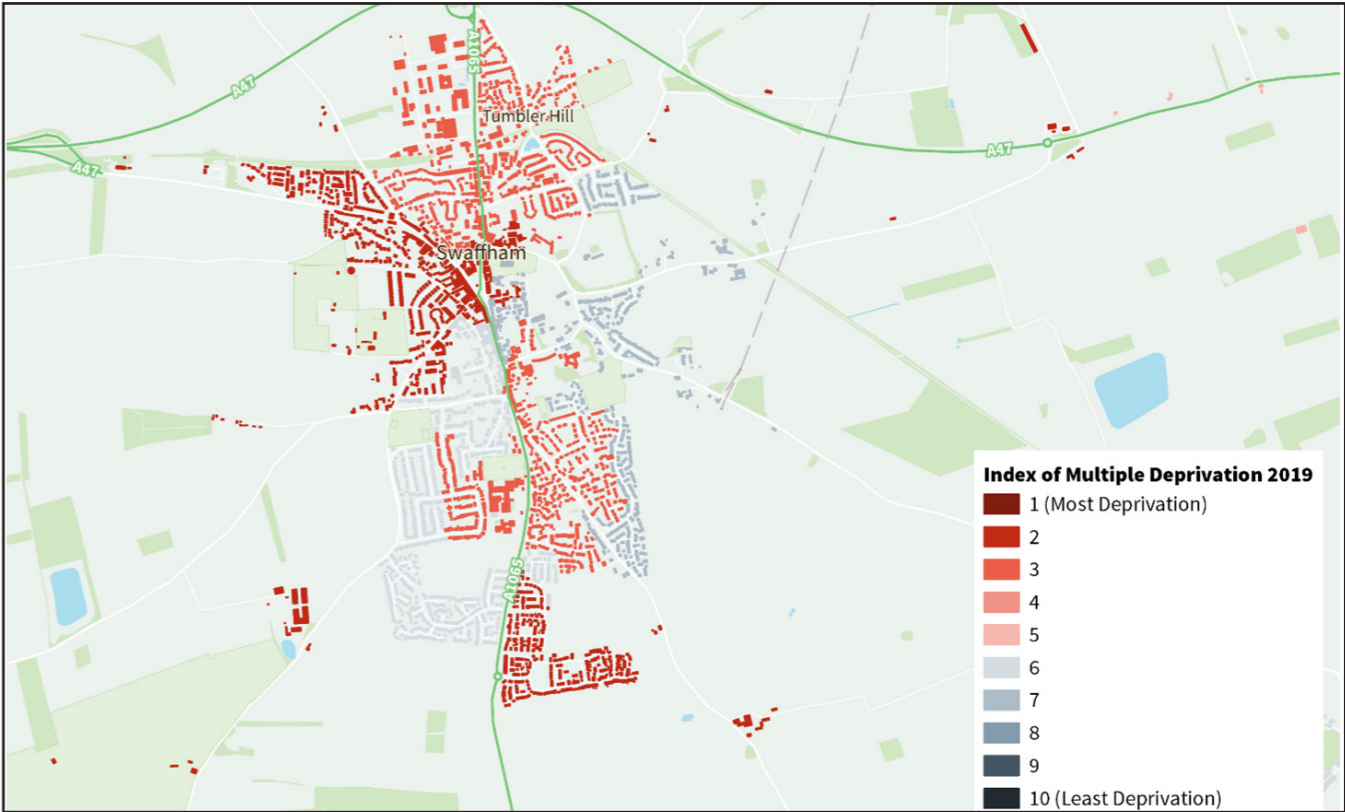 A1065
A47
Tumbler Hill
A47
A47
Swaffham
A1065
Index of Multiple Deprivation 2019
1 (Most Deprivation)
2
3
4
5
6
7
8
9
10 (Least Deprivation)